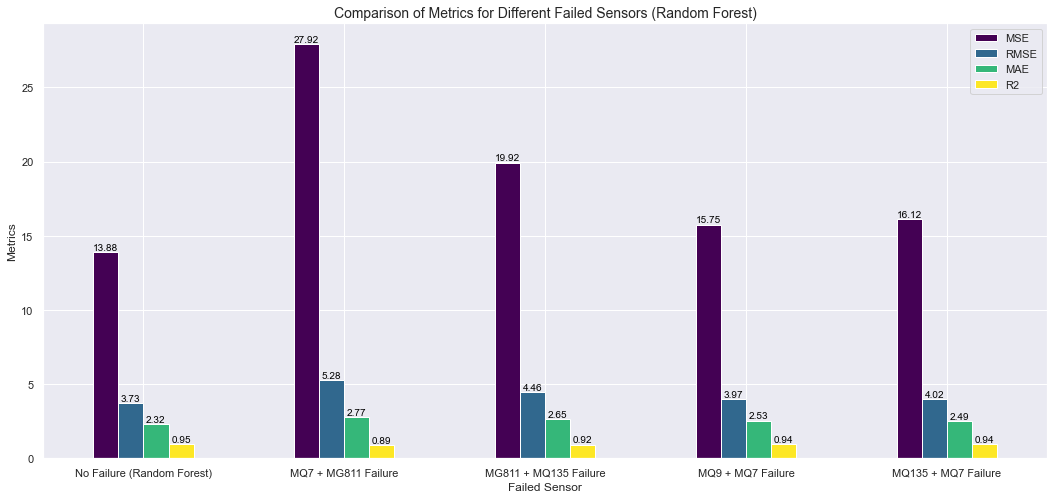 Comparison of Metrics for Different Failed Sensors (Random Forest)
MSE
RMSE
MAE
R2
Metrics
25
20
15
10
5
0
13.88
3.73
2.32
0.95
27.92
5.28
2.77
0.89
19.92
4.46
2.65
0.92
15.75
3.97
2.53
0.94
16.12
4.02
2.49
0.94
No Failure (Random Forest)
MQ7 + MG811 Failure
MG811 + MQ135 Failure
MQ9 + MQ7 Failure
MQ135 + MQ7 Failure
Failed Sensor